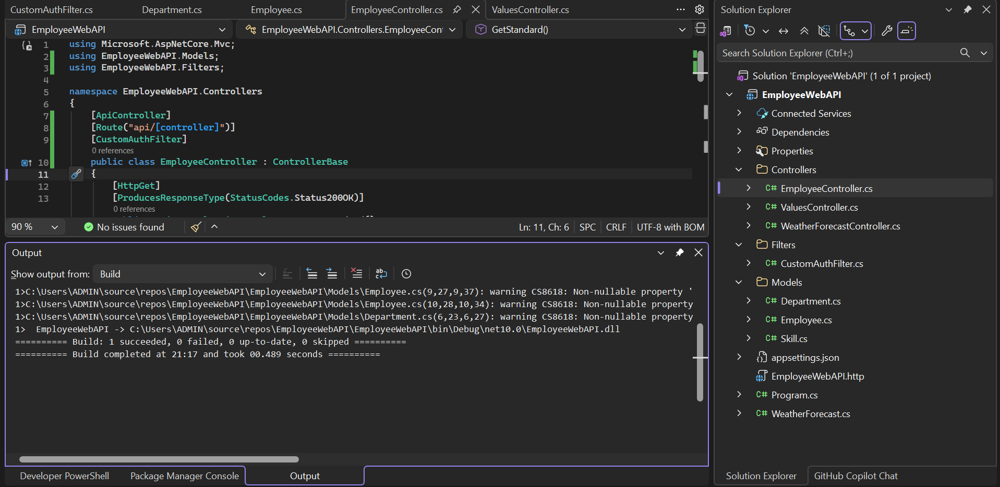 CustomAuthFilter.cs
Department.cs
Employee.cs
EmployeeController.cs
ValuesController.cs
EmployeeWebAPI
EmployeeWebAPI.Controllers.EmployeeCont
GetStandard()
1 using Microsoft.AspNetCore.Mvc;
2 using EmployeeWebAPI.Models;
3 using EmployeeWebAPI.Filters;
4
5 namespace EmployeeWebAPI.Controllers
6 {
7 [ApiController]
8 [Route("api/[controller]")]
9 [CustomAuthFilter]
0 references
10 public class EmployeeController : ControllerBase
11 {
12 [HttpGet]
13 [ProducesResponseType(StatusCodes.Status200OK)]
0 references
90 %
No issues found
Ln: 11, Ch: 6
SPC
CRLF
UTF-8 with BOM
Output
Show output from:
Build
1>C:\Users\ADMIN\source\repos\EmployeeWebAPI\EmployeeWebAPI\Models\Employee.cs(9,27,9,37): warning CS8618: Non-nullable property '
1>C:\Users\ADMIN\source\repos\EmployeeWebAPI\EmployeeWebAPI\Models\Employee.cs(10,28,10,34): warning CS8618: Non-nullable property
1>C:\Users\ADMIN\source\repos\EmployeeWebAPI\EmployeeWebAPI\Models\Department.cs(6,23,6,27): warning CS8618: Non-nullable property
1>  EmployeeWebAPI -> C:\Users\ADMIN\source\repos\EmployeeWebAPI\EmployeeWebAPI\bin\Debug\net10.0\EmployeeWebAPI.dll
========== Build: 1 succeeded, 0 failed, 0 up-to-date, 0 skipped ==========
========== Build completed at 21:17 and took 00.489 seconds ==========
Developer PowerShell
Package Manager Console
Output
Solution Explorer
Search Solution Explorer (Ctrl+;)
Solution 'EmployeeWebAPI' (1 of 1 project)
EmployeeWebAPI
Connected Services
Dependencies
Properties
Controllers
C# EmployeeController.cs
C# ValuesController.cs
C# WeatherForecastController.cs
Filters
C# CustomAuthFilter.cs
Models
C# Department.cs
C# Employee.cs
C# Skill.cs
appsettings.json
EmployeeWebAPI.http
C# Program.cs
C# WeatherForecast.cs
Solution Explorer
GitHub Copilot Chat